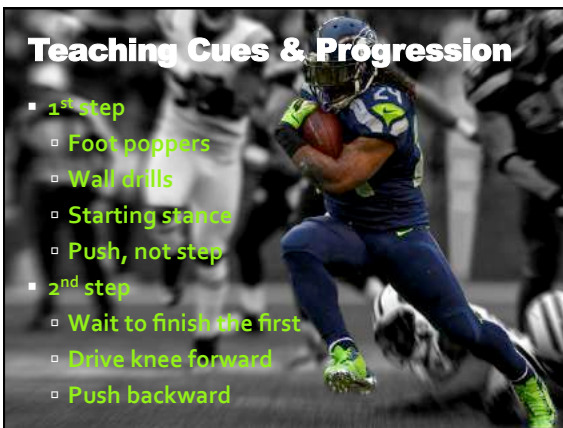 Teaching Cues & Progression
▪ 1st step
▫ Foot poppers
▫ Wall drills
▫ Starting stance
▫ Push, not step
▪ 2nd step
▫ Wait to finish the first
▫ Drive knee forward
▫ Push backward
24